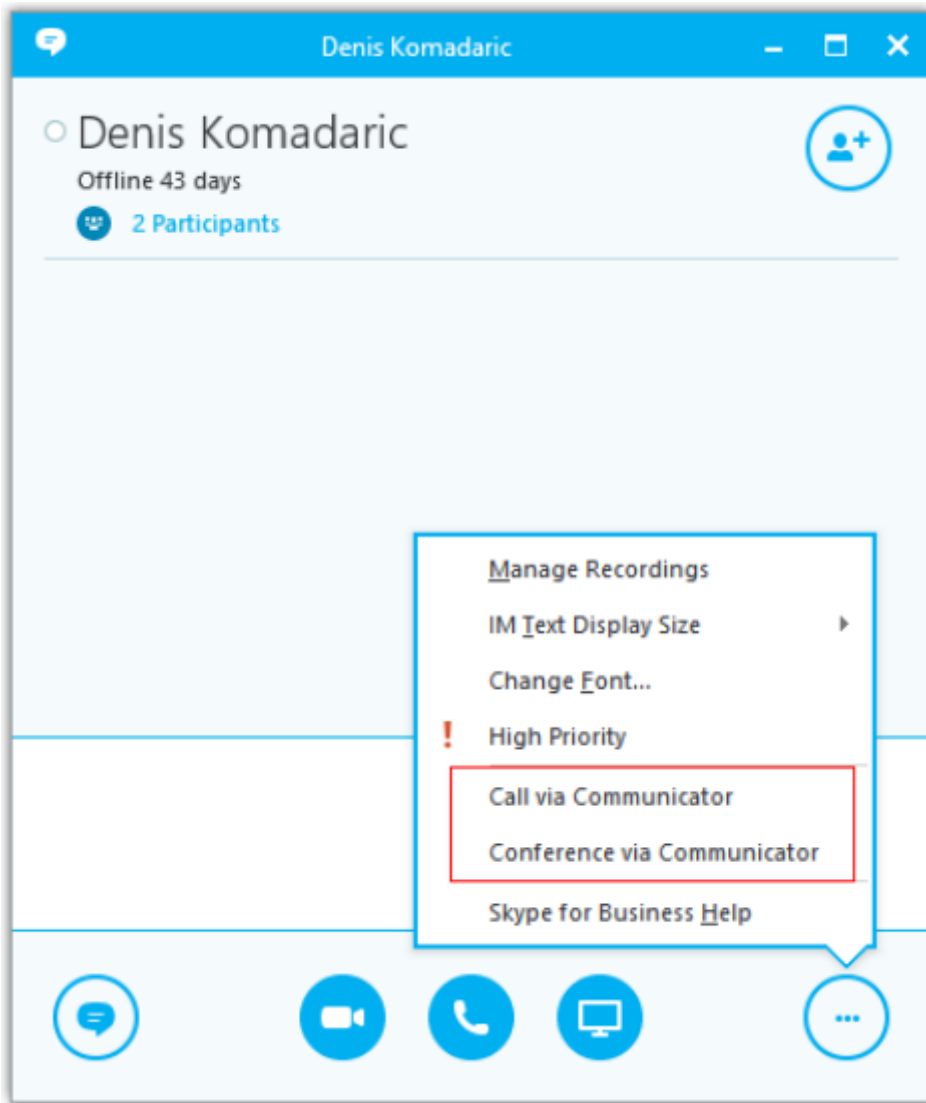 Denis Komadaric
Denis Komadaric
Offline 43 days
2 Participants
Manage Recordings
IM Text Display Size
Change Font...
! High Priority
Call via Communicator
Conference via Communicator
Skype for Business Help